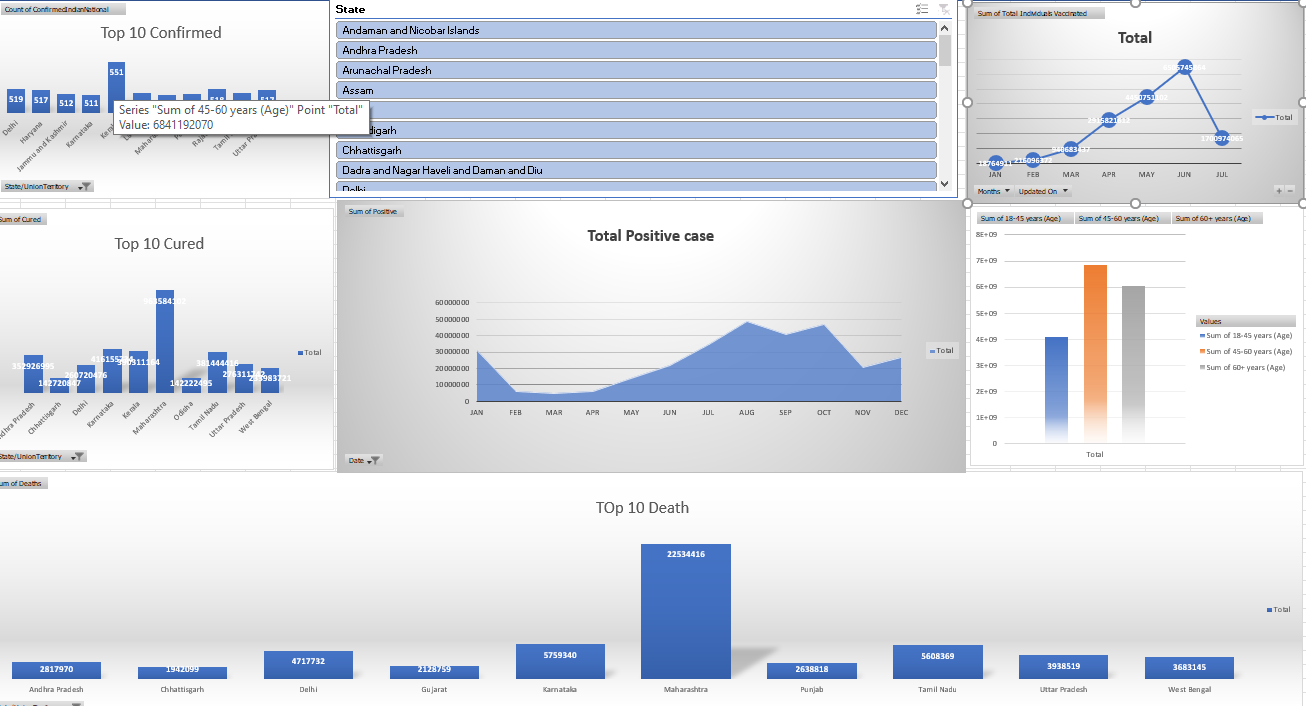 Count of ConfirmedIndianNational
Top 10 Confirmed
519
517
512
511
551
Delhi
Haryana
Jammu and Kashmir
Karnataka
State/UnionTerritory
Series "Sum of 45-60 years (Age)" Point "Total"
Value: 6841192070
State
Andaman and Nicobar Islands
Andhra Pradesh
Arunachal Pradesh
Assam
Chhattisgarh
Dadra and Nagar Haveli and Daman and Diu
Delhi
Sum of Total Individuals Vaccinated
Total
1700974065
Total
JAN
FEB
MAR
APR
MAY
JUN
JUL
Months
Updated On
Sum of Cured
Top 10 Cured
352926995
142720847
260720476
142222495
Total
Chhattisgarh
Delhi
Karnataka
Kerala
Maharashtra
Odisha
Tamil Nadu
Uttar Pradesh
West Bengal
State/UnionTerritory
Sum of Positive
Total Positive case
60000000
50000000
40000000
30000000
20000000
10000000
0
JAN
FEB
MAR
APR
MAY
JUN
JUL
AUG
SEP
OCT
NOV
DEC
Total
Date
Sum of 18-45 years (Age)
Sum of 45-60 years (Age)
Sum of 60+ years (Age)
8E+09
7E+09
6E+09
5E+09
4E+09
3E+09
2E+09
1E+09
0
Total
Values
Sum of 18-45 years (Age)
Sum of 45-60 years (Age)
Sum of 60+ years (Age)
um of Deaths
TOp 10 Death
2817970
1942099
4717732
2128759
5759340
22534416
2638818
5608369
3938519
3683145
Andhra Pradesh
Chhattisgarh
Delhi
Gujarat
Karnataka
Maharashtra
Punjab
Tamil Nadu
Uttar Pradesh
West Bengal
Total